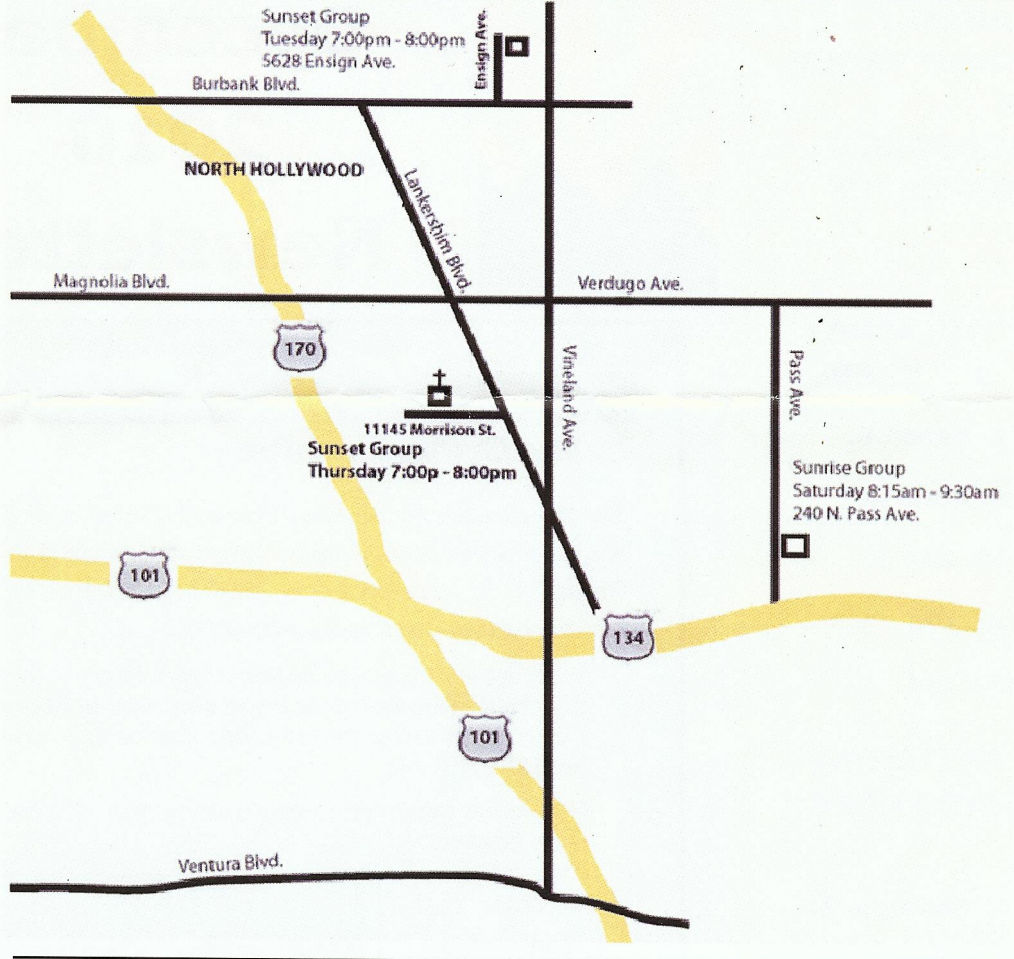 Sunset Group
Tuesday 7:00pm - 8:00pm
5628 Ensign Ave.
Ensign Ave.
Burbank Blvd.
NORTH HOLLYWOOD
Lankershim Blvd.
Magnolia Blvd.
Verdugo Ave.
170
Vineland Ave.
Pass Ave.
11145 Morrison St.
Sunset Group
Thursday 7:00p - 8:00pm
Sunrise Group
Saturday 8:15am - 9:30am
240 N. Pass Ave.
101
134
101
Ventura Blvd.